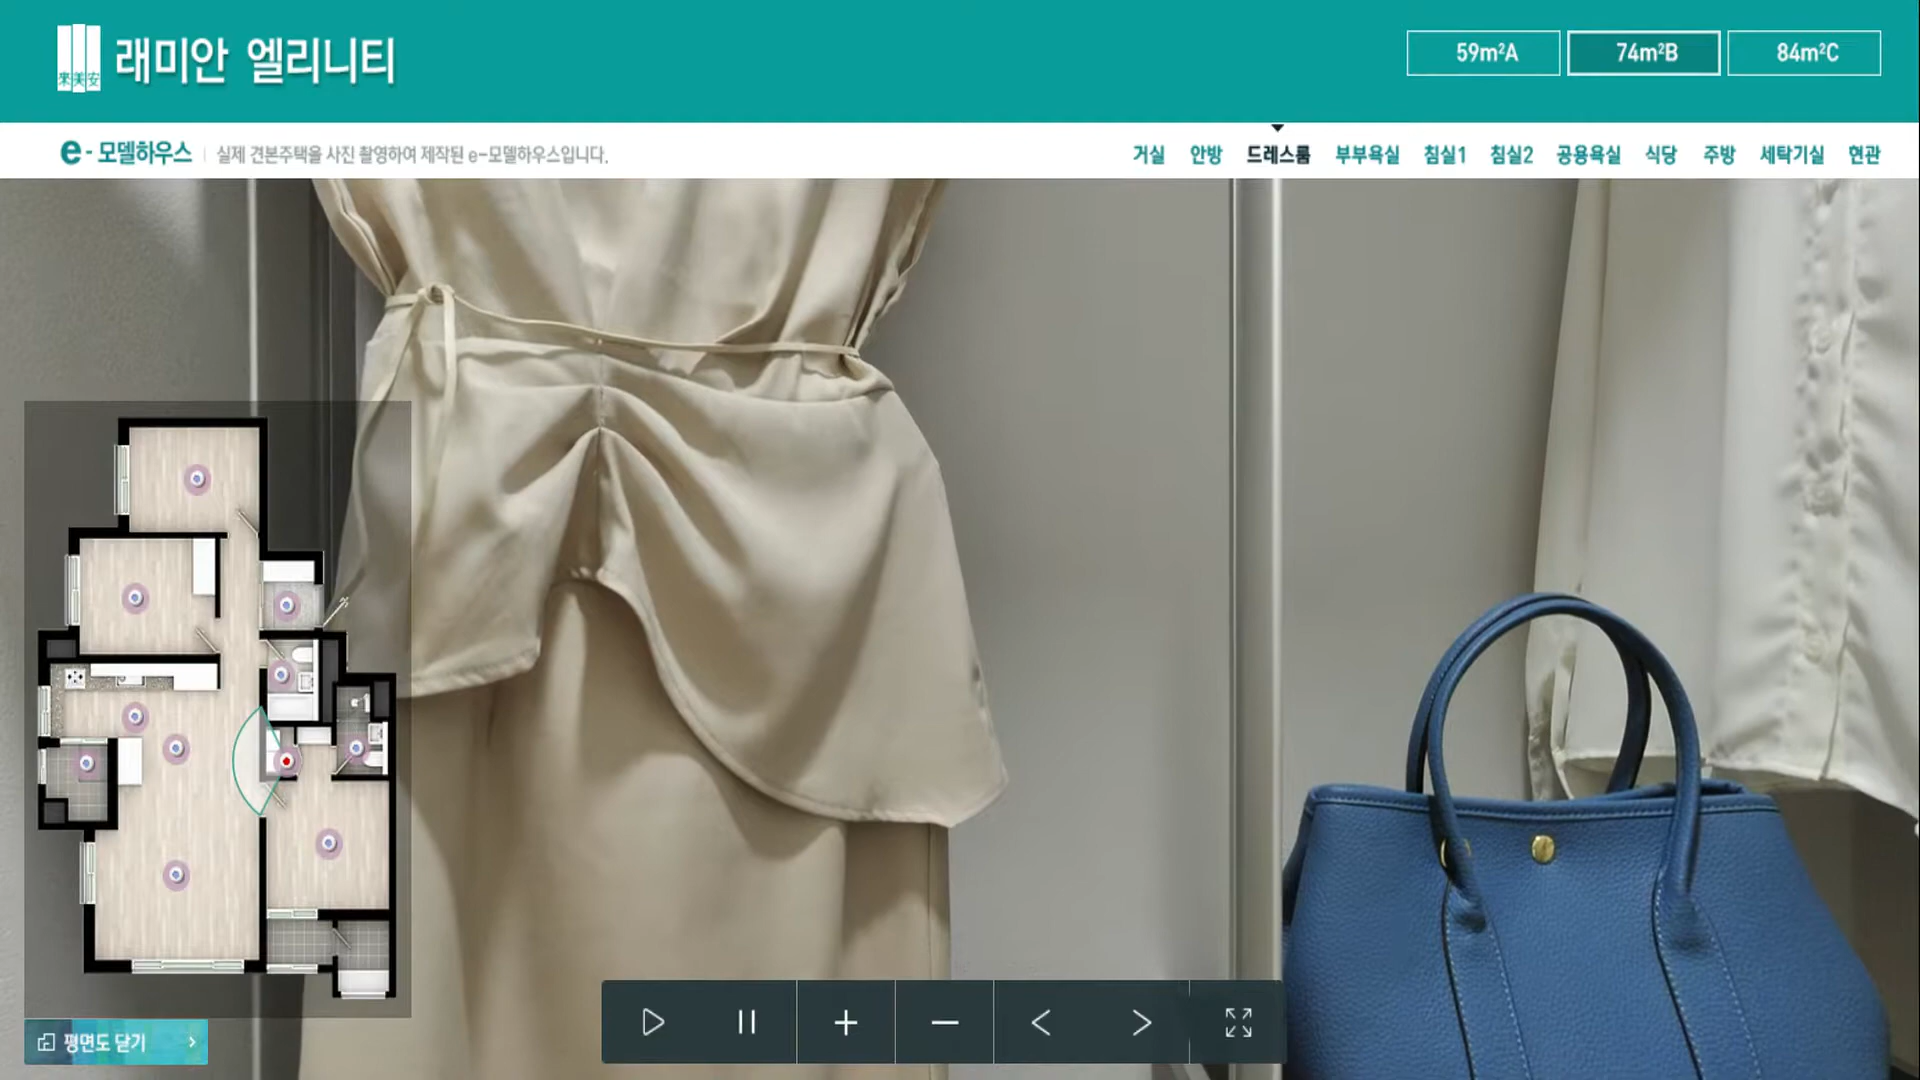 來美安 래미안 엘리니티
59m²A
74m²B
84m²C
e-모델하우스 실제 견본주택을 사진 촬영하여 제작된 e-모델하우스입니다.
거실 안방 드레스룸 부부욕실 침실1 침실2 공용욕실 식당 주방 세탁기실 현관
평면도 닫기